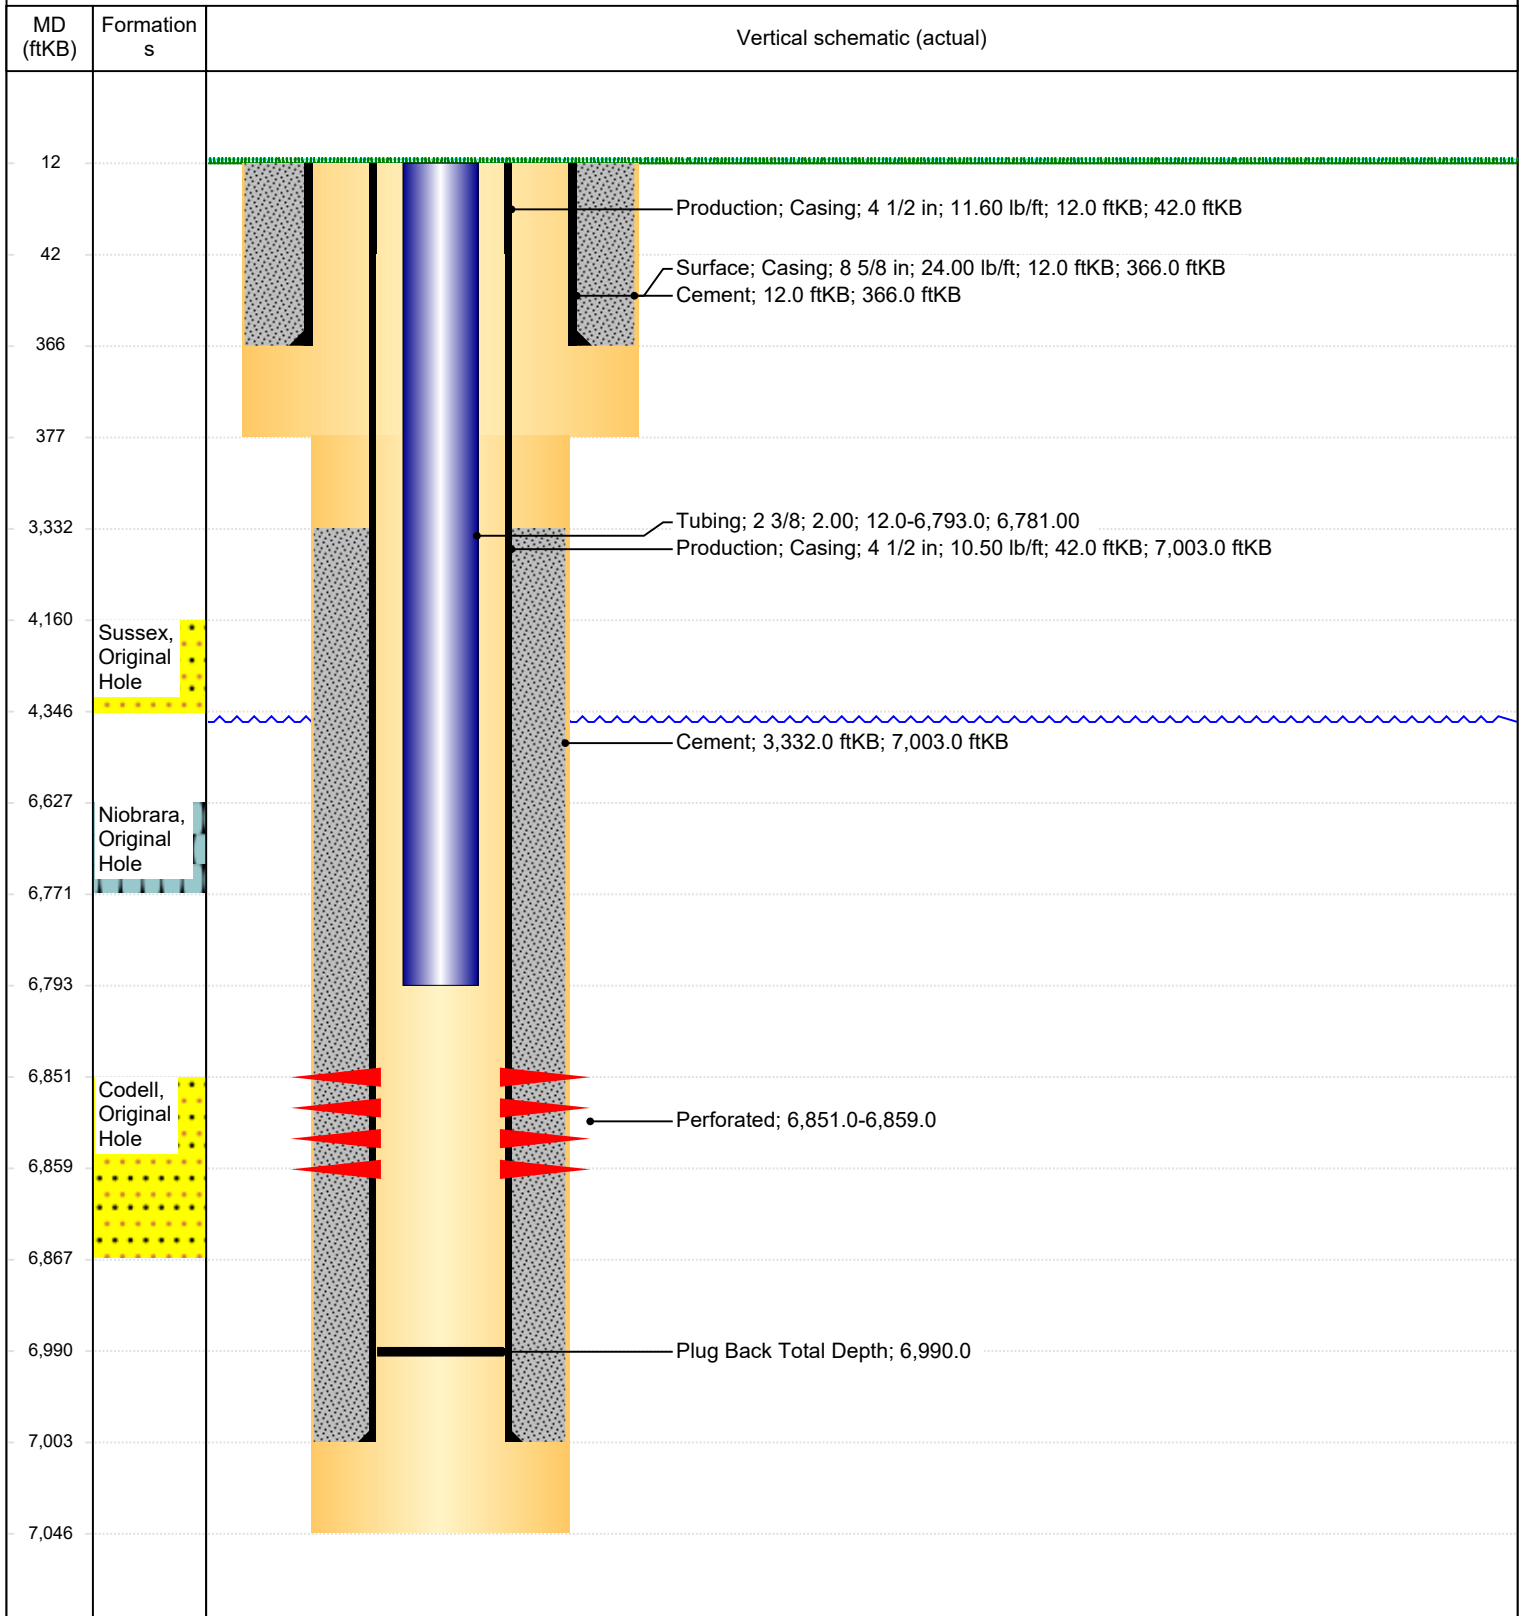 MD
(ftKB)
Formation
s
Vertical schematic (actual)
12
Production; Casing; 4 1/2 in; 11.60 lb/ft; 12.0 ftKB; 42.0 ftKB
42
Surface; Casing; 8 5/8 in; 24.00 lb/ft; 12.0 ftKB; 366.0 ftKB
Cement; 12.0 ftKB; 366.0 ftKB
366
377
3,332
Tubing; 2 3/8; 2.00; 12.0-6,793.0; 6,781.00
Production; Casing; 4 1/2 in; 10.50 lb/ft; 42.0 ftKB; 7,003.0 ftKB
4,160
Sussex,
Original
Hole
4,346
Cement; 3,332.0 ftKB; 7,003.0 ftKB
6,627
Niobrara,
Original
Hole
6,771
6,793
6,851
Codell,
Original
Hole
Perforated; 6,851.0-6,859.0
6,859
6,867
6,990
Plug Back Total Depth; 6,990.0
7,003
7,046